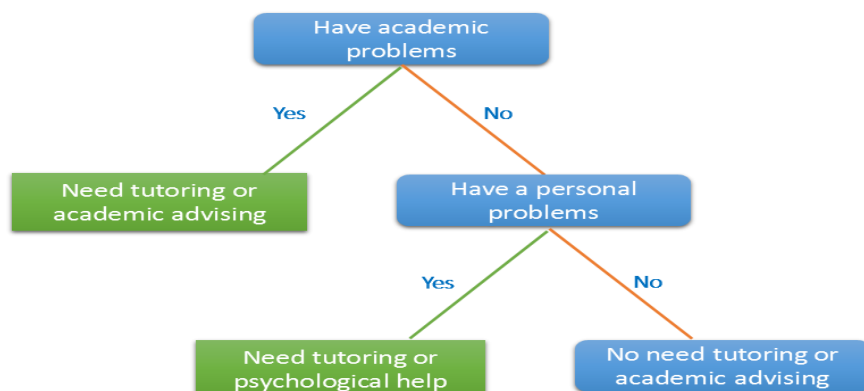 Have academic
problems
Yes
No
Need tutoring or
academic advising
Have a personal
problems
Yes
No
Need tutoring or
psychological help
No need tutoring or
academic advising